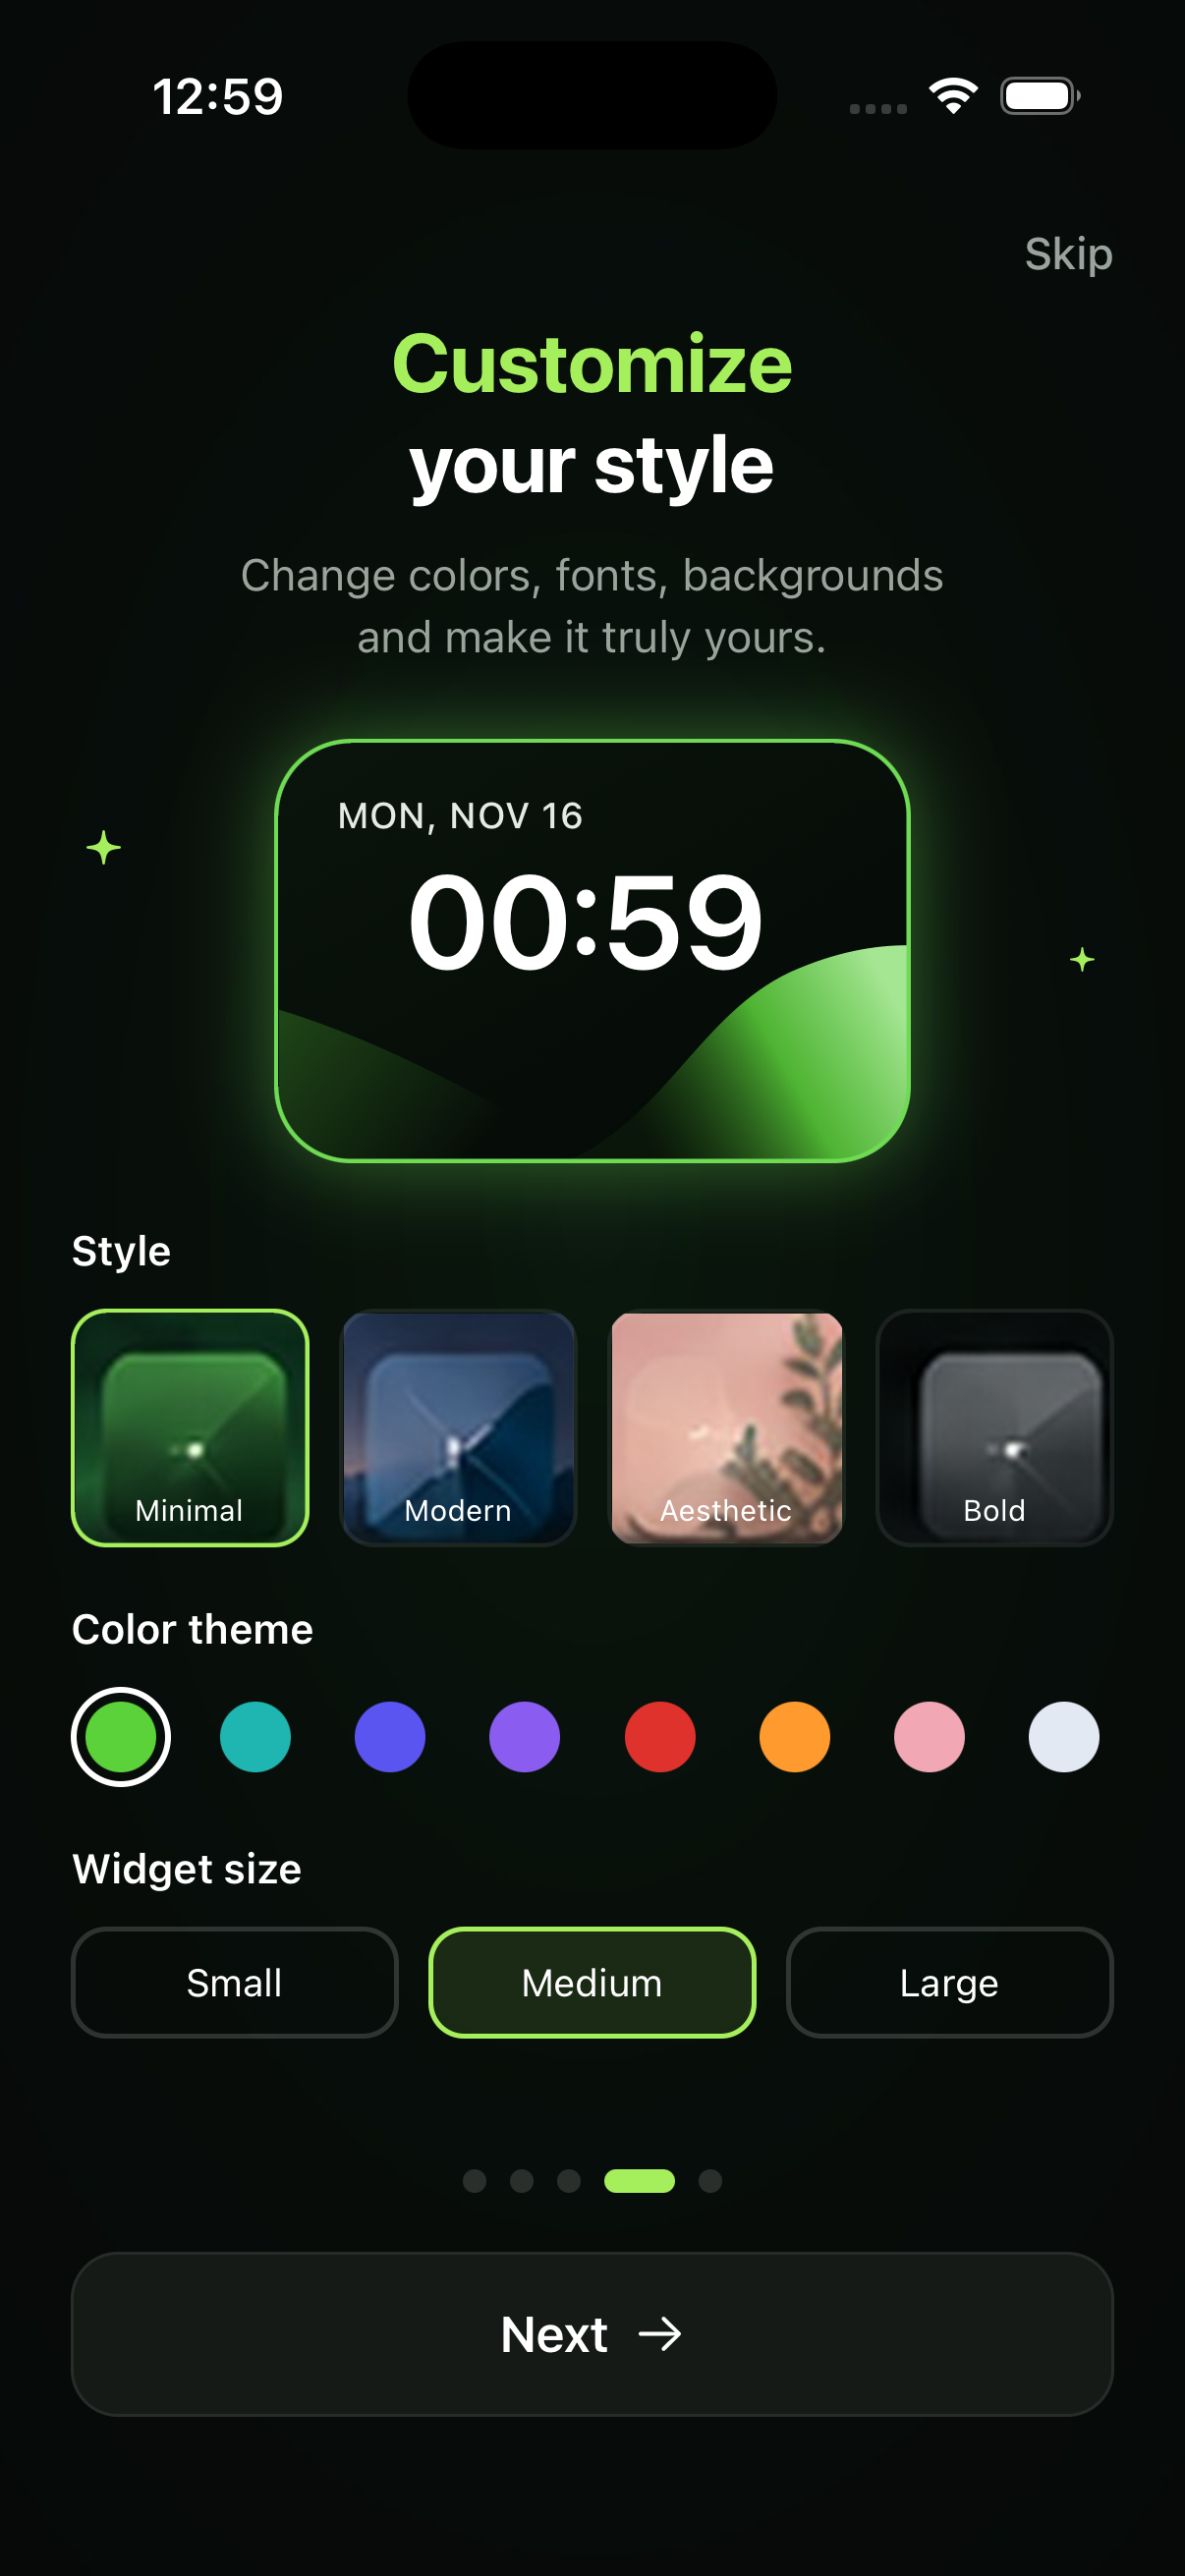 12:59
Skip
Customize
your style
Change colors, fonts, backgrounds
and make it truly yours.
MON, NOV 16
00:59
Style
Minimal
Modern
Aesthetic
Bold
Color theme
Widget size
Small
Medium
Large
Next →